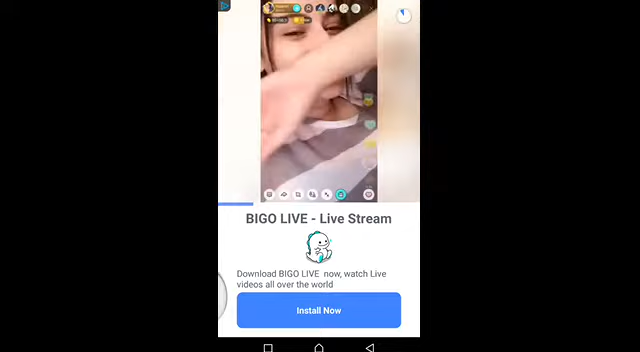 BIGO LIVE - Live Stream
Download BIGO LIVE now, watch Live
videos all over the world
Install Now